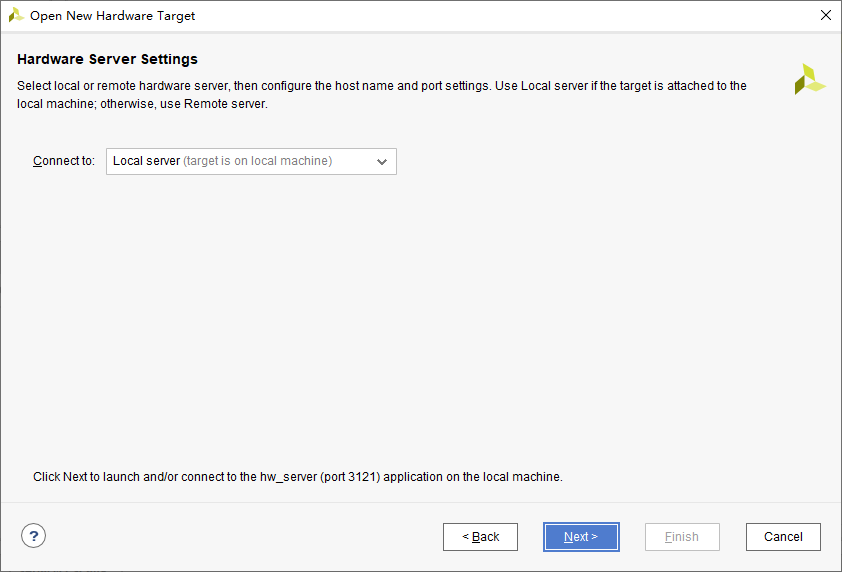 Open New Hardware Target
Hardware Server Settings
Select local or remote hardware server, then configure the host name and port settings. Use Local server if the target is attached to the
local machine; otherwise, use Remote server.
Connect to: Local server (target is on local machine)
Click Next to launch and/or connect to the hw_server (port 3121) application on the local machine.
? < Back Next > Finish Cancel